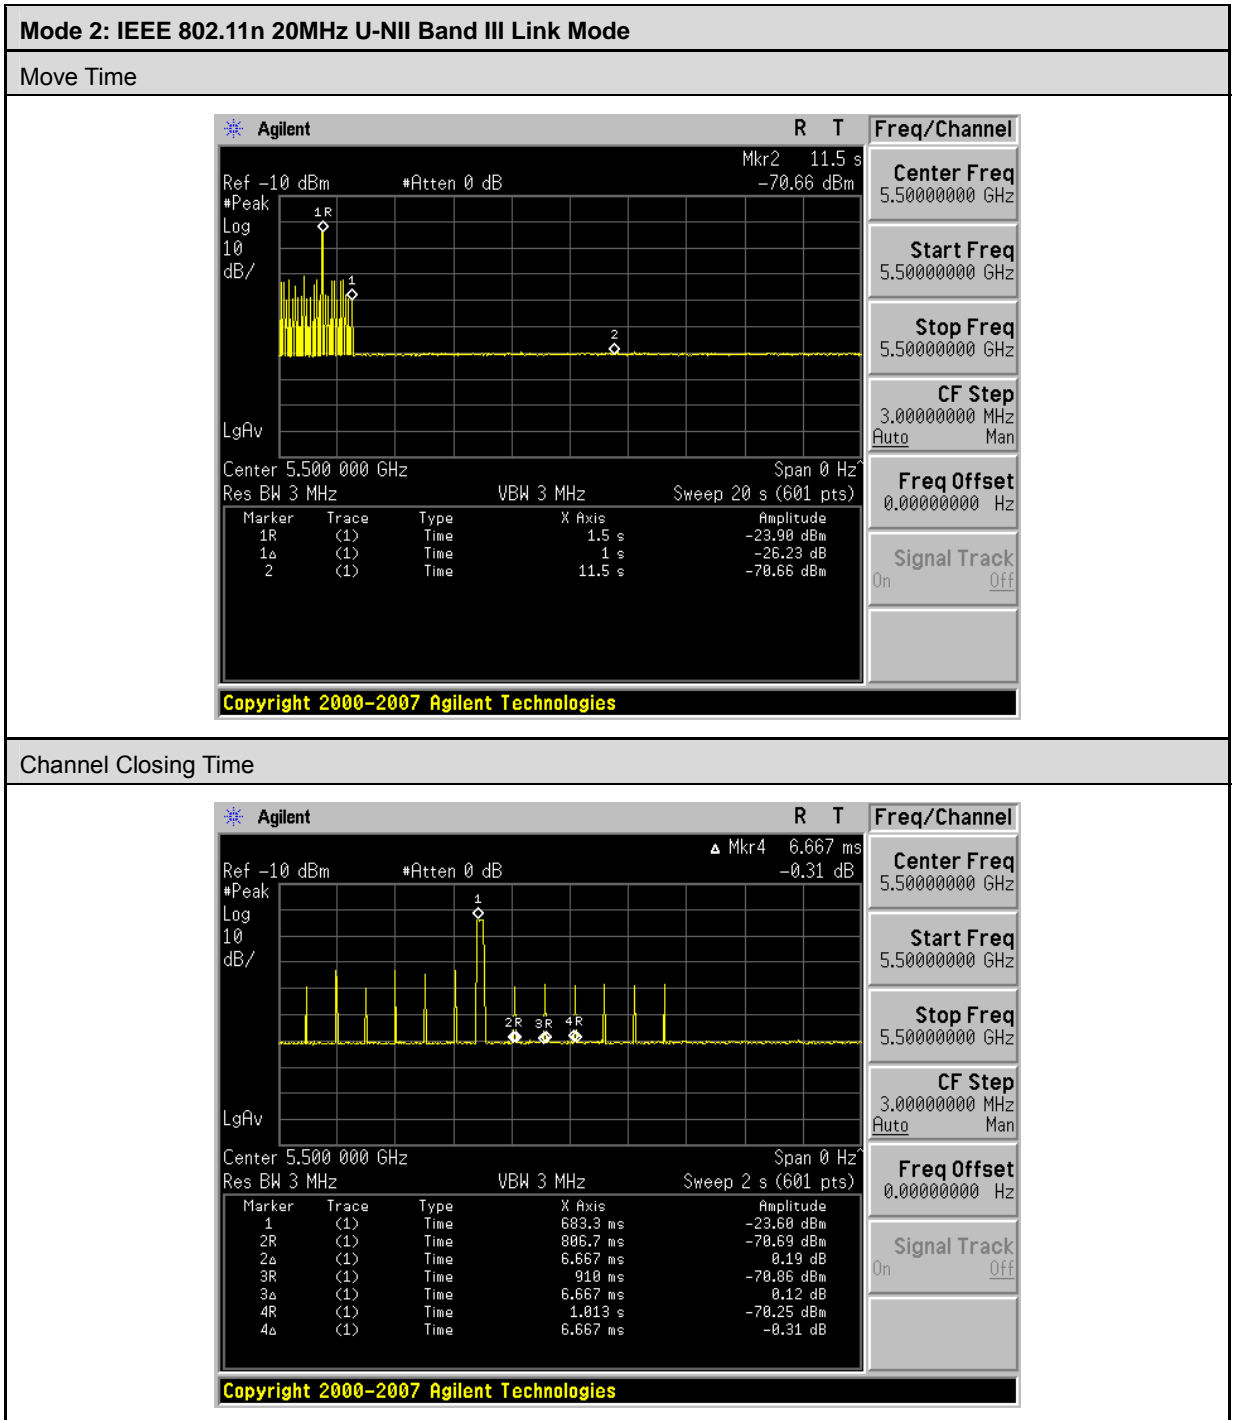 Mode 2: IEEE 802.11n 20MHz U-NII Band III Link Mode
Move Time
Agilent R T Freq/Channel
Mkr2 11.5 s
Ref -10 dBm #Atten 0 dB -70.66 dBm
#Peak
Log
10
dB/
1R
1
2
LgAv
Center 5.500 000 GHz Span 0 Hz^
Res BW 3 MHz VBW 3 MHz Sweep 20 s (601 pts)
Marker Trace Type X Axis Amplitude
1R (1) Time 1.5 s -23.90 dBm
1Δ (1) Time 1 s -26.23 dB
2 (1) Time 11.5 s -70.66 dBm
Center Freq
5.50000000 GHz
Start Freq
5.50000000 GHz
Stop Freq
5.50000000 GHz
CF Step
3.00000000 MHz
Auto Man
Freq Offset
0.00000000 Hz
Signal Track
On Off
Copyright 2000-2007 Agilent Technologies
Channel Closing Time
Agilent R T Freq/Channel
Δ Mkr4 6.667 ms
Ref -10 dBm #Atten 0 dB -0.31 dB
#Peak
Log
10
dB/
1
2R 3R 4R
LgAv
Center 5.500 000 GHz Span 0 Hz^
Res BW 3 MHz VBW 3 MHz Sweep 2 s (601 pts)
Marker Trace Type X Axis Amplitude
1 (1) Time 683.3 ms -23.60 dBm
2R (1) Time 806.7 ms -70.69 dBm
2Δ (1) Time 6.667 ms 0.19 dB
3R (1) Time 910 ms -70.86 dBm
3Δ (1) Time 6.667 ms 0.12 dB
4R (1) Time 1.013 s -70.25 dBm
4Δ (1) Time 6.667 ms -0.31 dB
Center Freq
5.50000000 GHz
Start Freq
5.50000000 GHz
Stop Freq
5.50000000 GHz
CF Step
3.00000000 MHz
Auto Man
Freq Offset
0.00000000 Hz
Signal Track
On Off
Copyright 2000-2007 Agilent Technologies